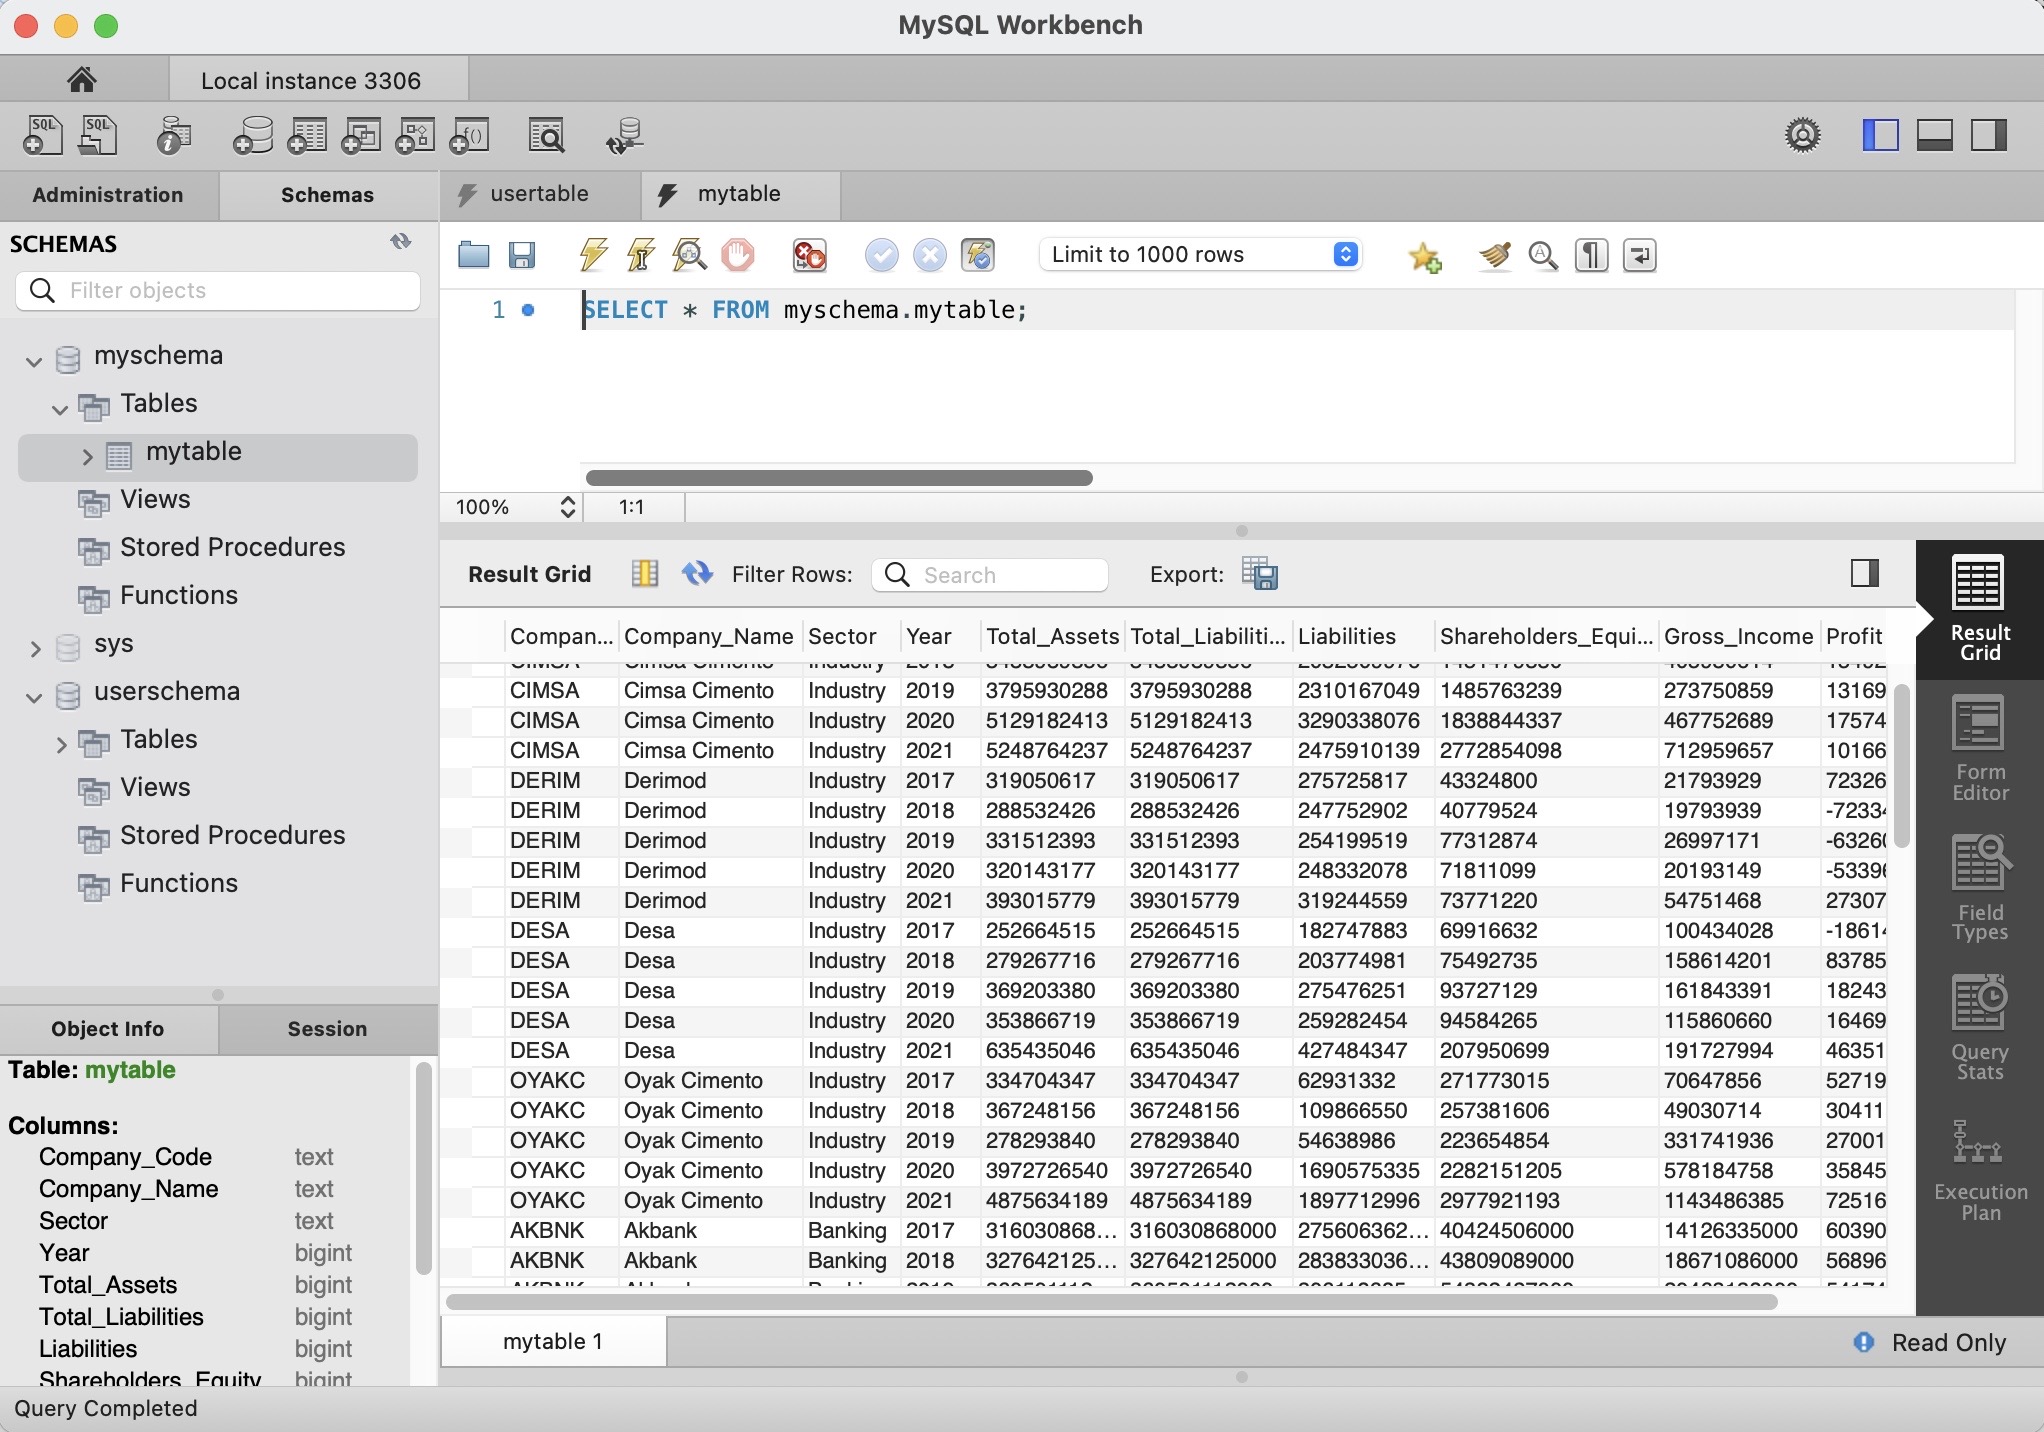 MySQL Workbench
Local instance 3306
Administration
Schemas
SCHEMAS
Filter objects
myschema
Tables
mytable
Views
Stored Procedures
Functions
sys
userschema
Tables
Views
Stored Procedures
Functions
Object Info
Session
Table: mytable
Columns:
Company_Code text
Company_Name text
Sector text
Year bigint
Total_Assets bigint
Total_Liabilities bigint
Liabilities bigint
Shareholders_Equity bigint
Query Completed
usertable
mytable
Limit to 1000 rows
1 SELECT * FROM myschema.mytable;
100% 1:1
Result Grid Filter Rows: Search Export:
Compan... Company_Name Sector Year Total_Assets Total_Liabiliti... Liabilities Shareholders_Equi... Gross_Income Profit
CIMSA Cimsa Cimento Industry 2019 3795930288 3795930288 2310167049 1485763239 273750859 13169
CIMSA Cimsa Cimento Industry 2020 5129182413 5129182413 3290338076 1838844337 467752689 17574
CIMSA Cimsa Cimento Industry 2021 5248764237 5248764237 2475910139 2772854098 712959657 10166
DERIM Derimod Industry 2017 319050617 319050617 275725817 43324800 21793929 72326
DERIM Derimod Industry 2018 288532426 288532426 247752902 40779524 19793939 -7233
DERIM Derimod Industry 2019 331512393 331512393 254199519 77312874 26997171 -6326
DERIM Derimod Industry 2020 320143177 320143177 248332078 71811099 20193149 -5339
DERIM Derimod Industry 2021 393015779 393015779 319244559 73771220 54751468 27307
DESA Desa Industry 2017 252664515 252664515 182747883 69916632 100434028 -1861
DESA Desa Industry 2018 279267716 279267716 203774981 75492735 158614201 83785
DESA Desa Industry 2019 369203380 369203380 275476251 93727129 161843391 18243
DESA Desa Industry 2020 353866719 353866719 259282454 94584265 115860660 16469
DESA Desa Industry 2021 635435046 635435046 427484347 207950699 191727994 46351
OYAKC Oyak Cimento Industry 2017 334704347 334704347 62931332 271773015 70647856 52719
OYAKC Oyak Cimento Industry 2018 367248156 367248156 109866550 257381606 49030714 30411
OYAKC Oyak Cimento Industry 2019 278293840 278293840 54638986 223654854 331741936 27001
OYAKC Oyak Cimento Industry 2020 3972726540 3972726540 1690575335 2282151205 578184758 35845
OYAKC Oyak Cimento Industry 2021 4875634189 4875634189 1897712996 2977921193 1143486385 72516
AKBNK Akbank Banking 2017 316030868... 316030868000 275606362... 40424506000 14126335000 60390
AKBNK Akbank Banking 2018 327642125... 327642125000 283833036... 43809089000 18671086000 56896
Result
Grid
Form
Editor
Field
Types
Query
Stats
Execution
Plan
mytable 1
Read Only